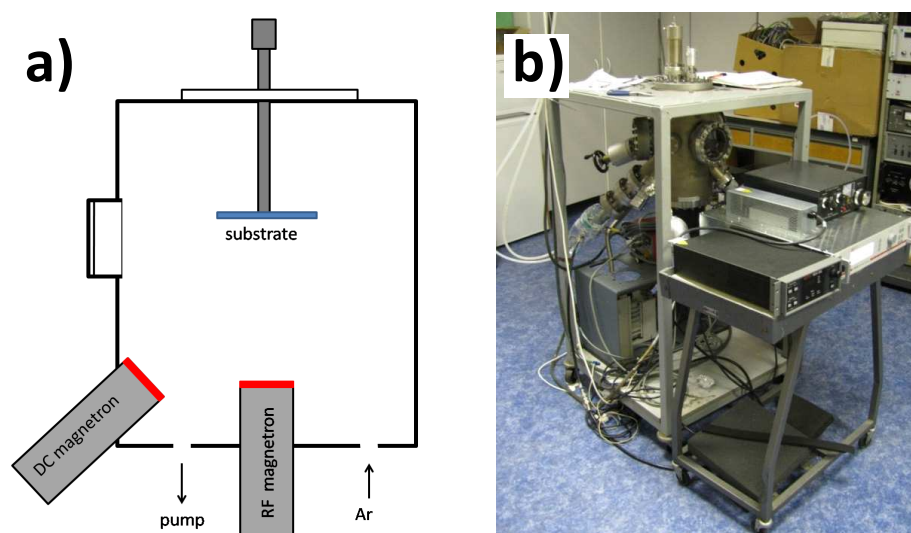 a)
substrate
DC magnetron
RF magnetron
pump
Ar
b)